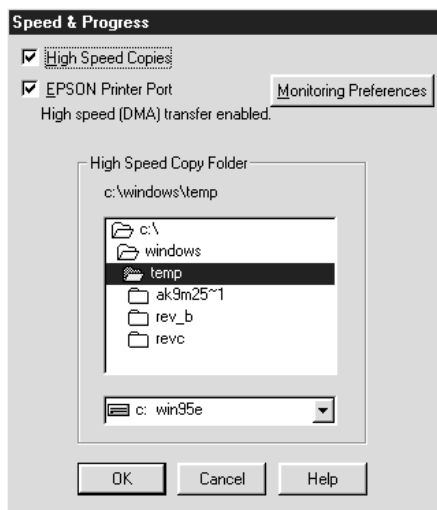 Speed & Progress
High Speed Copies
EPSON Printer Port
Monitoring Preferences
High speed (DMA) transfer enabled.
High Speed Copy Folder
c:\windows\temp
c:\
windows
temp
ak9m25~1
rev_b
revc
c: win95e
OK Cancel Help